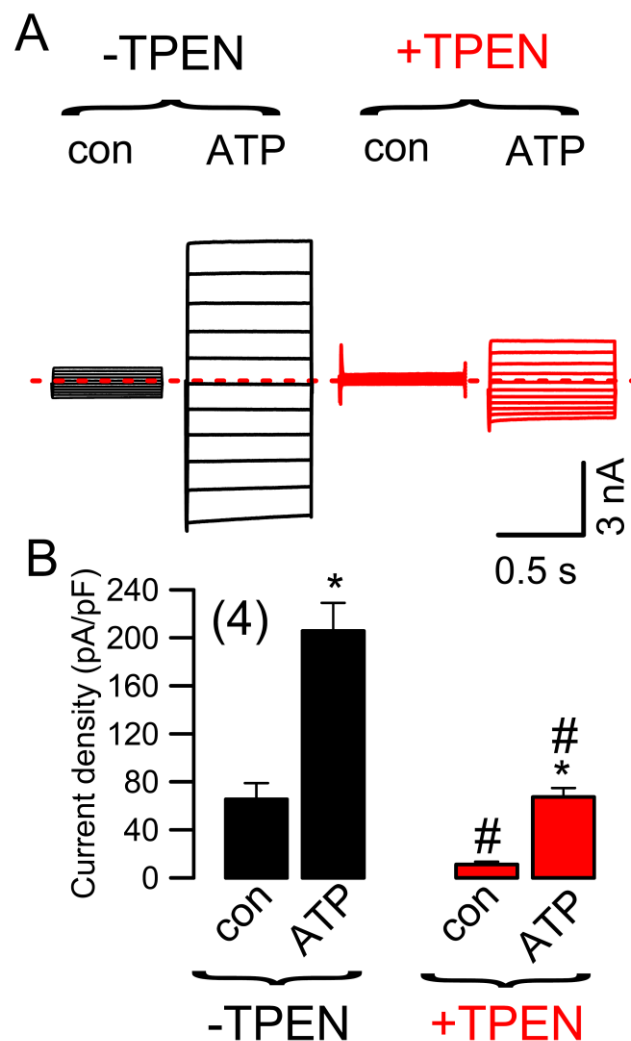 A
-TPEN +TPEN
con ATP con ATP
3 nA
0.5 s
B
Current density (pA/pF)
240
200
160
120
80
40
0
(4)
*
#
#
*
con ATP con ATP
-TPEN +TPEN